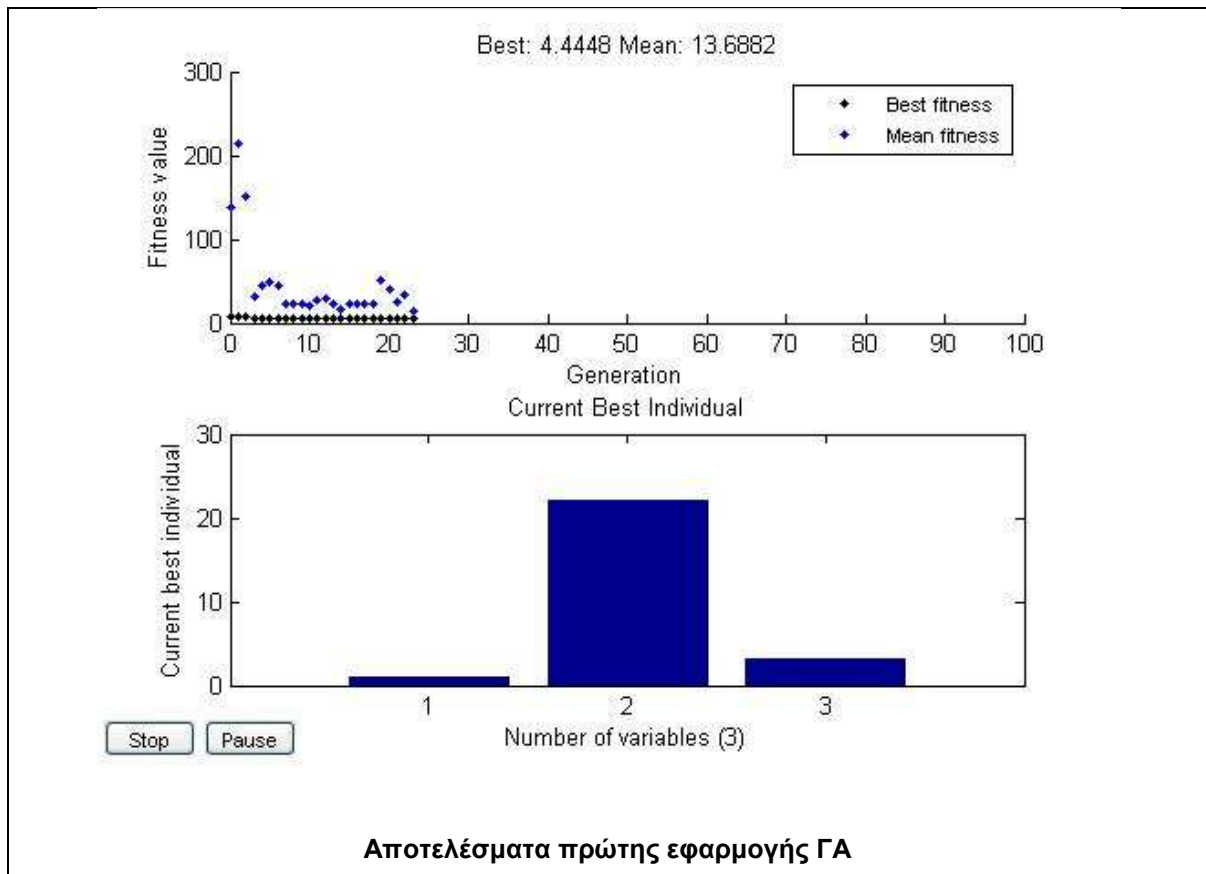 Best: 4.4448 Mean: 13.6882
300
200
100
0
Fitness value
Best fitness
Mean fitness
0 10 20 30 40 50 60 70 80 90 100
Generation
Current Best Individual
30
20
10
0
Current best individual
1 2 3
Number of variables (3)
Stop Pause
Αποτελέσματα πρώτης εφαρμογής ΓΑ